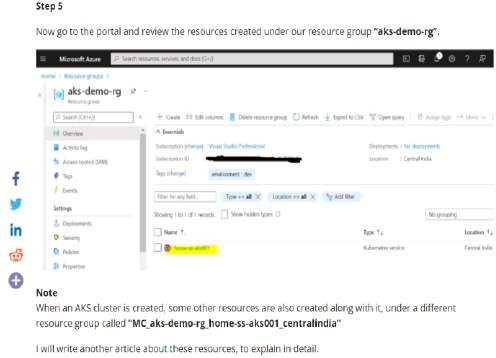 Step 5
Now go to the portal and review the resources created under our resource group "aks-demo-rg".
Microsoft Azure
Search resources, services, and docs (G+/)
Home > Resource groups >
aks-demo-rg
Resource group
Search (Ctrl+/)
Create Edit columns Delete resource group Refresh Export to CSV Open query Assign tags Move
Overview
Activity log
Access control (IAM)
Tags
Events
Settings
Deployments
Security
Policies
Properties
Essentials
Subscription (change) : Visual Studio Professional
Deployments : No deployments
Subscription ID
Location : Central India
Tags (change)
environment : dev
Filter for any field...
Type == all
Location == all
Add filter
Showing 1 to 1 of 1 records.
Show hidden types
No grouping
Name
Type
Location
home-ss-aks001
Kubernetes service
Central India
Note
When an AKS cluster is created, some other resources are also created along with it, under a different
resource group called "MC_aks-demo-rg_home-ss-aks001_centralindia"
I will write another article about these resources, to explain in detail.